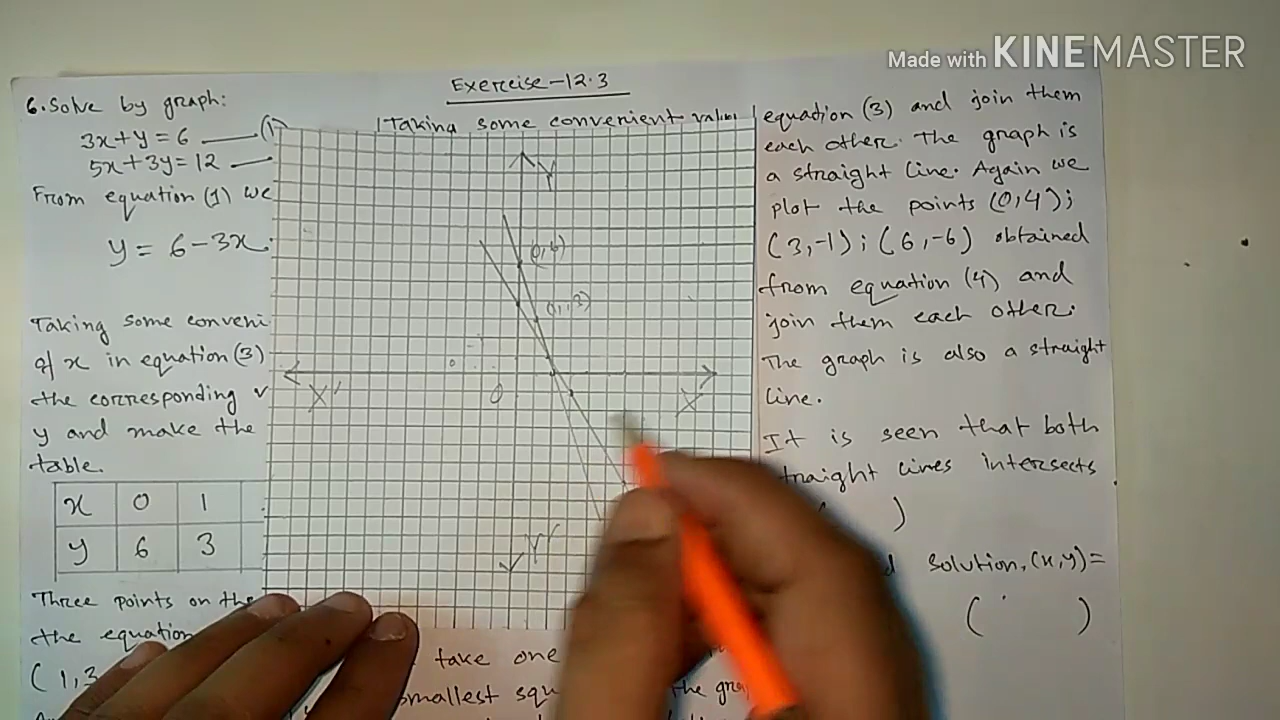 Made with KINEMASTER
Exercise-12.3
6. Solve by graph:
3x+y=6 (1)
5x+3y=12
From equation (1) we
y = 6-3x
Taking some conveni
of x in equation (3)
the corresponding v
y and make the
table.
x 0 1
y 6 3
Three points on the
the equation
(1,3
Taking some convenient
Y
(0,6)
(1,3)
X' O X
Y'
take one
smallest squ the gra
equation (3) and join them
each other. The graph is
a straight line. Again we
plot the points (0,4);
(3,-1); (6,-6) obtained
from equation (4) and
join them each other.
The graph is also a straight
line.
It is seen that both
straight lines intersects
( )
Solution, (x,y)=
( )